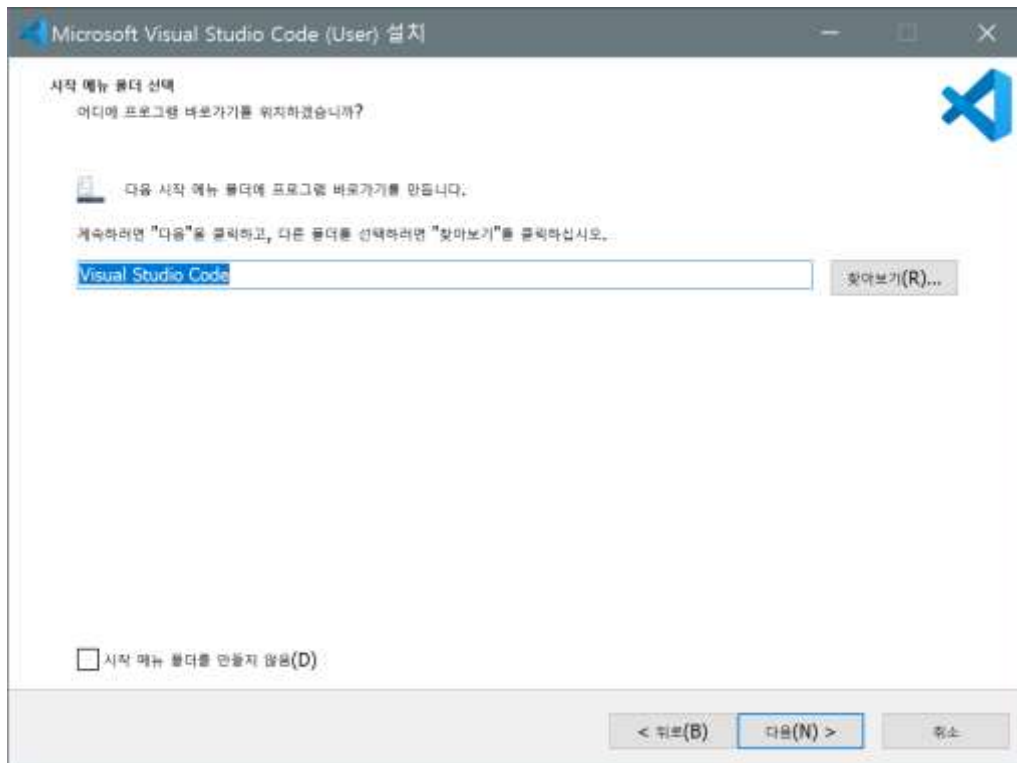 Microsoft Visual Studio Code (User) 설치
시작 메뉴 폴더 선택
어디에 프로그램 바로가기를 위치하겠습니까?
다음 시작 메뉴 폴더에 프로그램 바로가기를 만듭니다.
계속하려면 "다음"을 클릭하고, 다른 폴더를 선택하려면 "찾아보기"를 클릭하십시오.
Visual Studio Code
찾아보기(R)...
시작 메뉴 폴더를 만들지 않음(D)
< 뒤로(B)
다음(N) >
취소